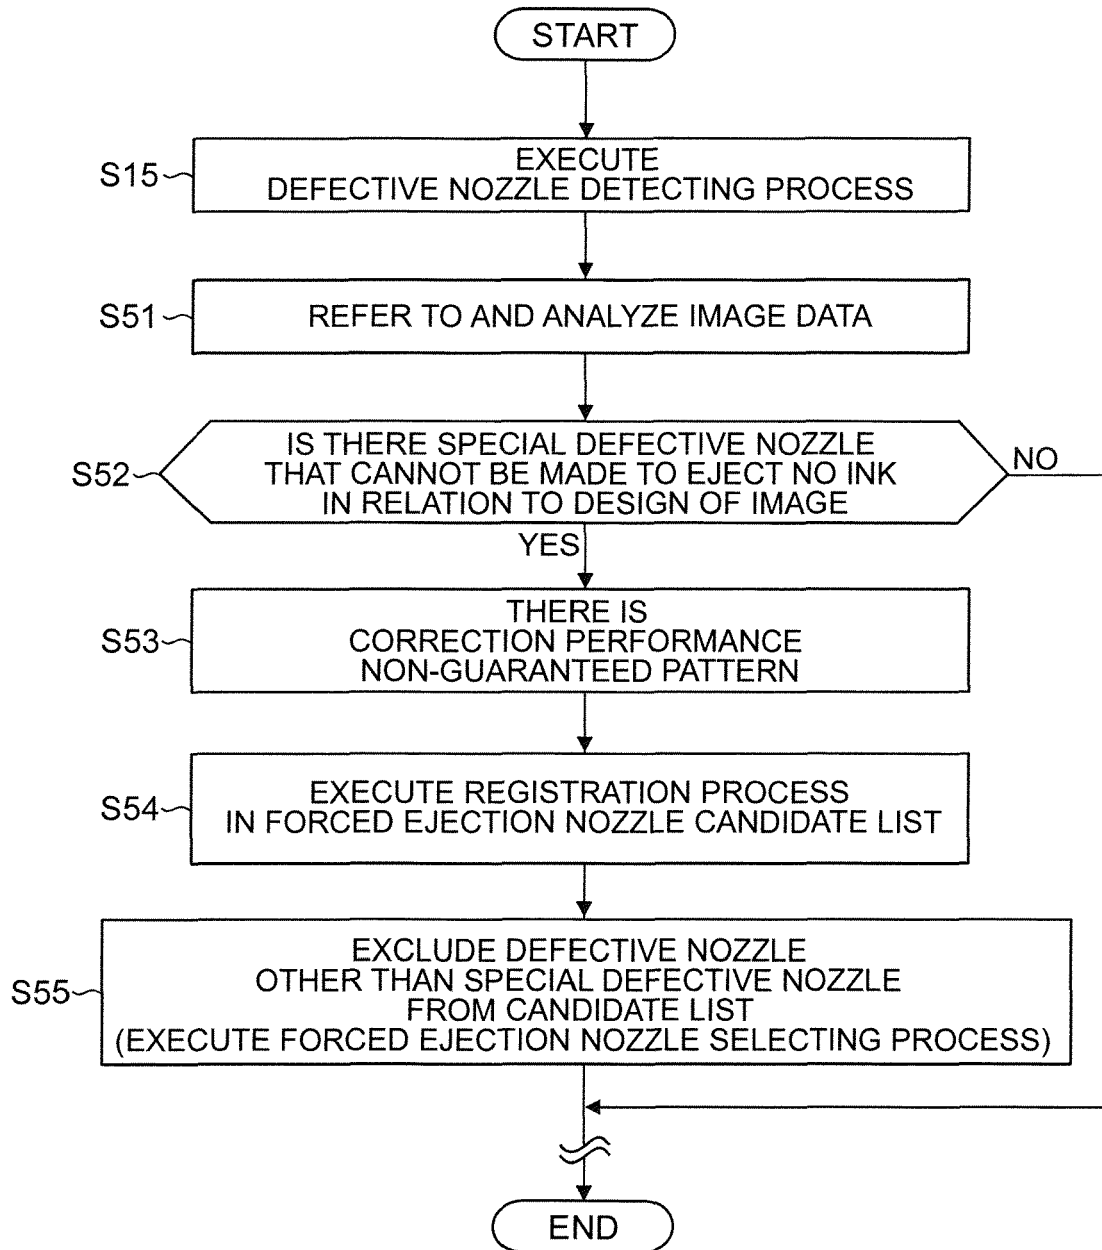 START
S15
EXECUTE
DEFECTIVE NOZZLE DETECTING PROCESS
S51
REFER TO AND ANALYZE IMAGE DATA
S52
IS THERE SPECIAL DEFECTIVE NOZZLE
THAT CANNOT BE MADE TO EJECT NO INK
IN RELATION TO DESIGN OF IMAGE
NO
YES
S53
THERE IS
CORRECTION PERFORMANCE
NON-GUARANTEED PATTERN
S54
EXECUTE REGISTRATION PROCESS
IN FORCED EJECTION NOZZLE CANDIDATE LIST
S55
EXCLUDE DEFECTIVE NOZZLE
OTHER THAN SPECIAL DEFECTIVE NOZZLE
FROM CANDIDATE LIST
(EXECUTE FORCED EJECTION NOZZLE SELECTING PROCESS)
END